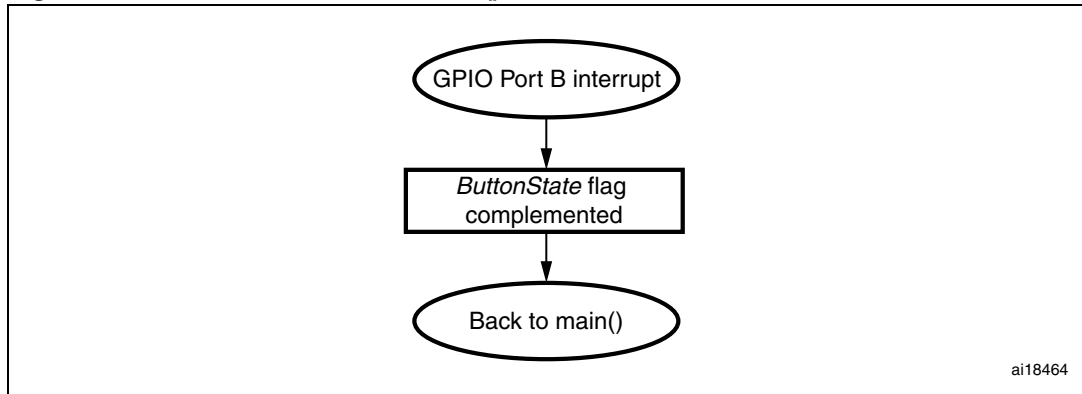 GPIO Port B interrupt
ButtonState flag
complemented
Back to main()
ai18464